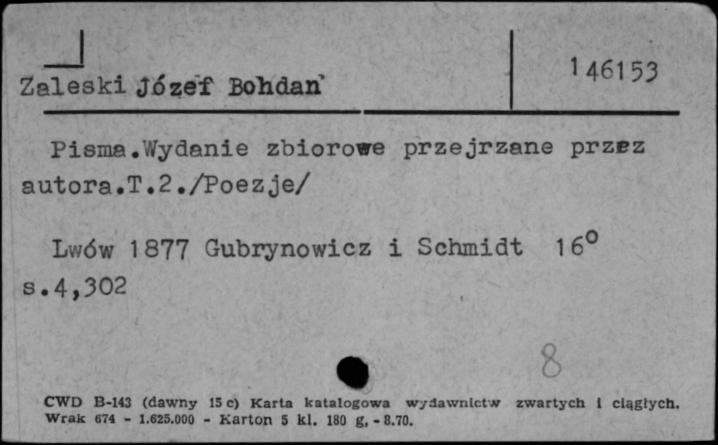 146153
Zaleski Józef Bohdan
Pisma.Wydanie zbiorowe przejrzane przez
autora.T.2./Poezje/
Lwów 1877 Gubrynowicz i Schmidt 16°
s.4,302
8
CWD B-143 (dawny 15 c) Karta katalogowa wydawnictw zwartych i ciągłych.
Wrak 674 - 1.625.000 - Karton 5 kl. 180 g, - 8.70.